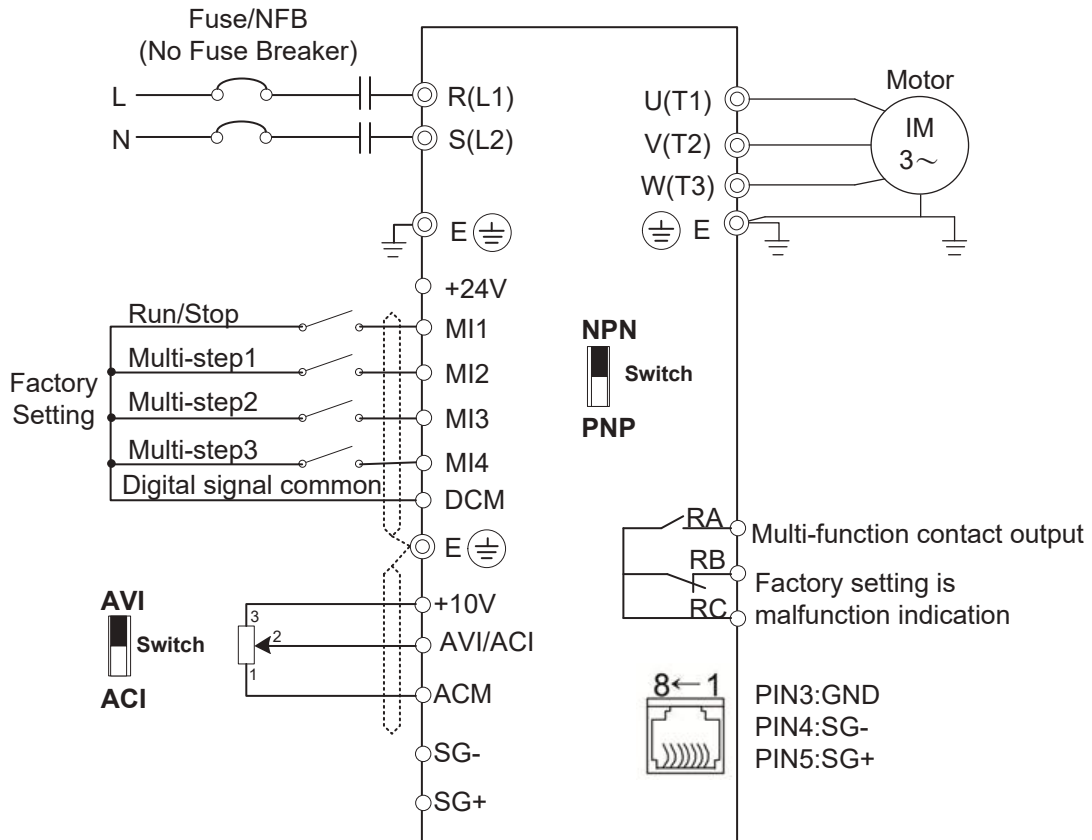 Fuse/NFB
(No Fuse Breaker)
L
R(L1)
N
S(L2)
E
U(T1)
V(T2)
W(T3)
E
Motor
IM
3～
+24V
Factory
Setting
Run/Stop
MI1
Multi-step1
MI2
Multi-step2
MI3
Multi-step3
MI4
Digital signal common
DCM
E
NPN
Switch
PNP
RA
Multi-function contact output
RB
RC
Factory setting is
malfunction indication
AVI
Switch
ACI
3
2
1
+10V
AVI/ACI
ACM
SG-
SG+
8←1
PIN3:GND
PIN4:SG-
PIN5:SG+